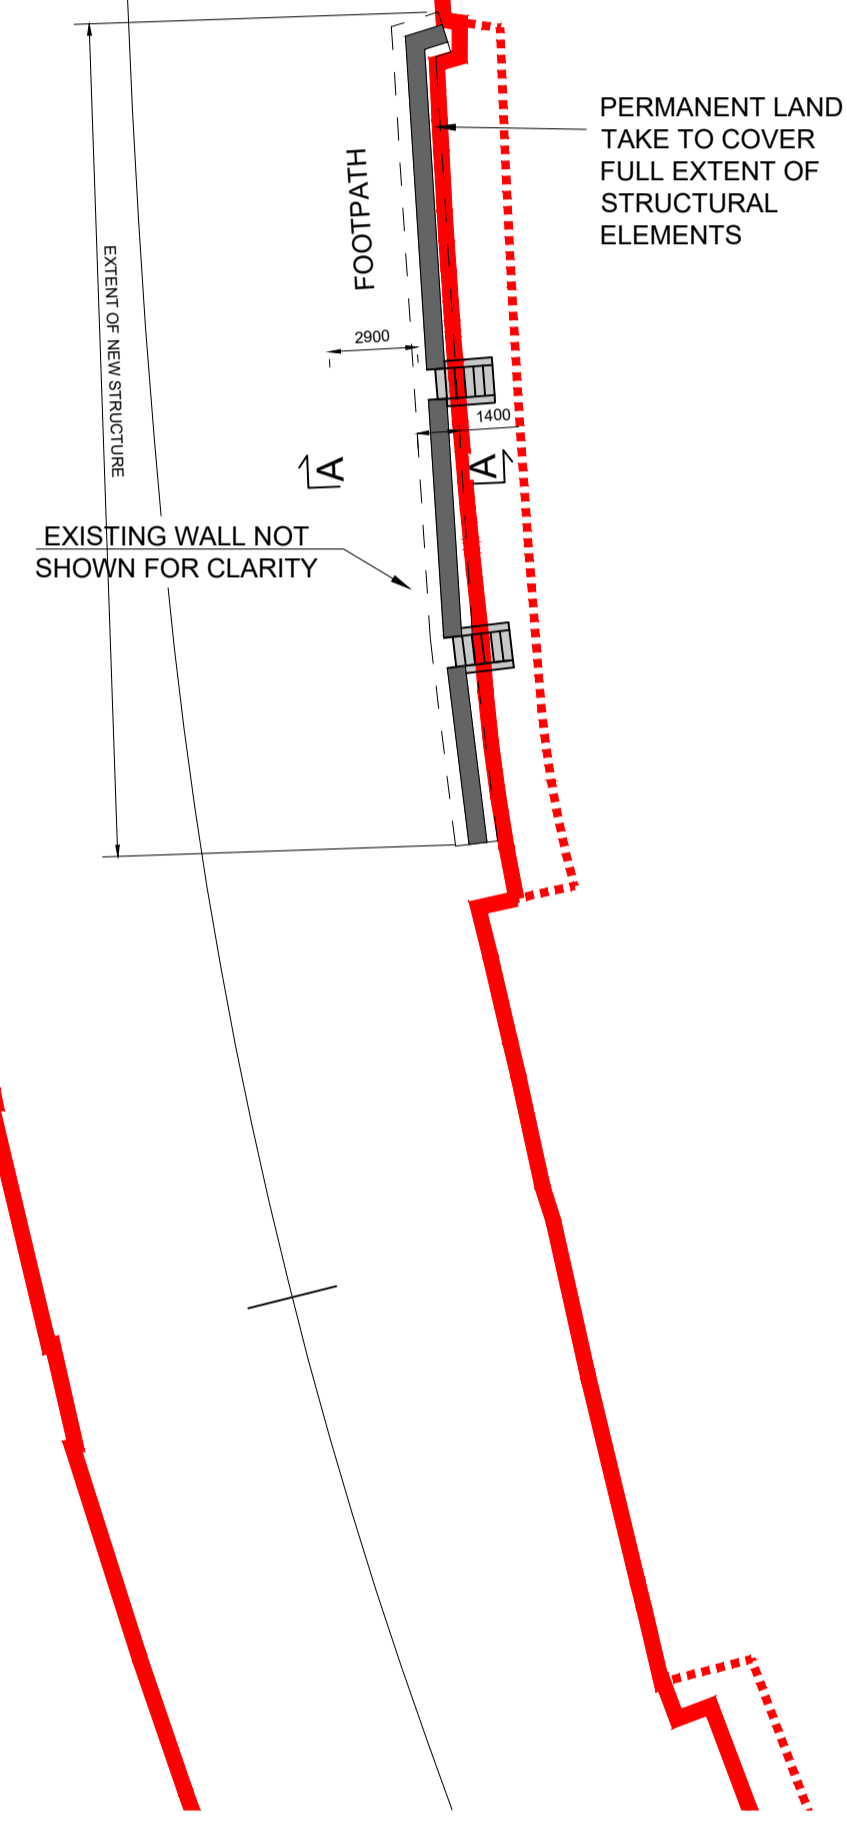 PERMANENT LAND
TAKE TO COVER
FULL EXTENT OF
STRUCTURAL
ELEMENTS
FOOTPATH
EXTENT OF NEW STRUCTURE
2900
1400
A
A
EXISTING WALL NOT
SHOWN FOR CLARITY